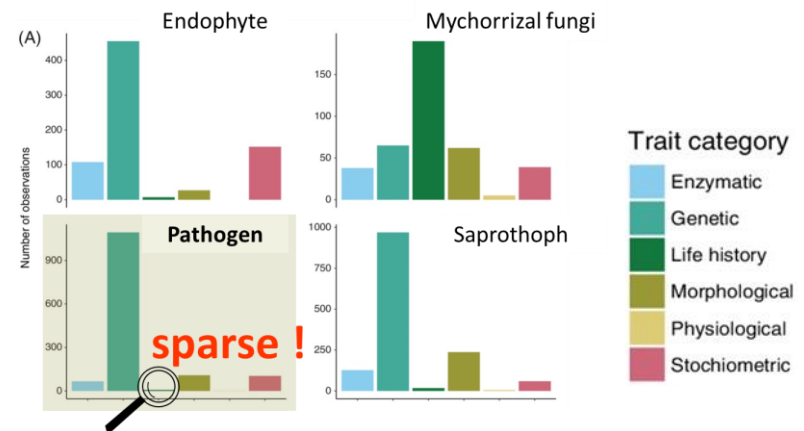 Endophyte
Mychorrizal fungi
(A)
400
300
200
100
0
150
100
50
0
Number of observations
Pathogen
Saprothoph
900
600
300
0
1000
750
500
250
0
sparse !
Trait category
Enzymatic
Genetic
Life history
Morphological
Physiological
Stochiometric